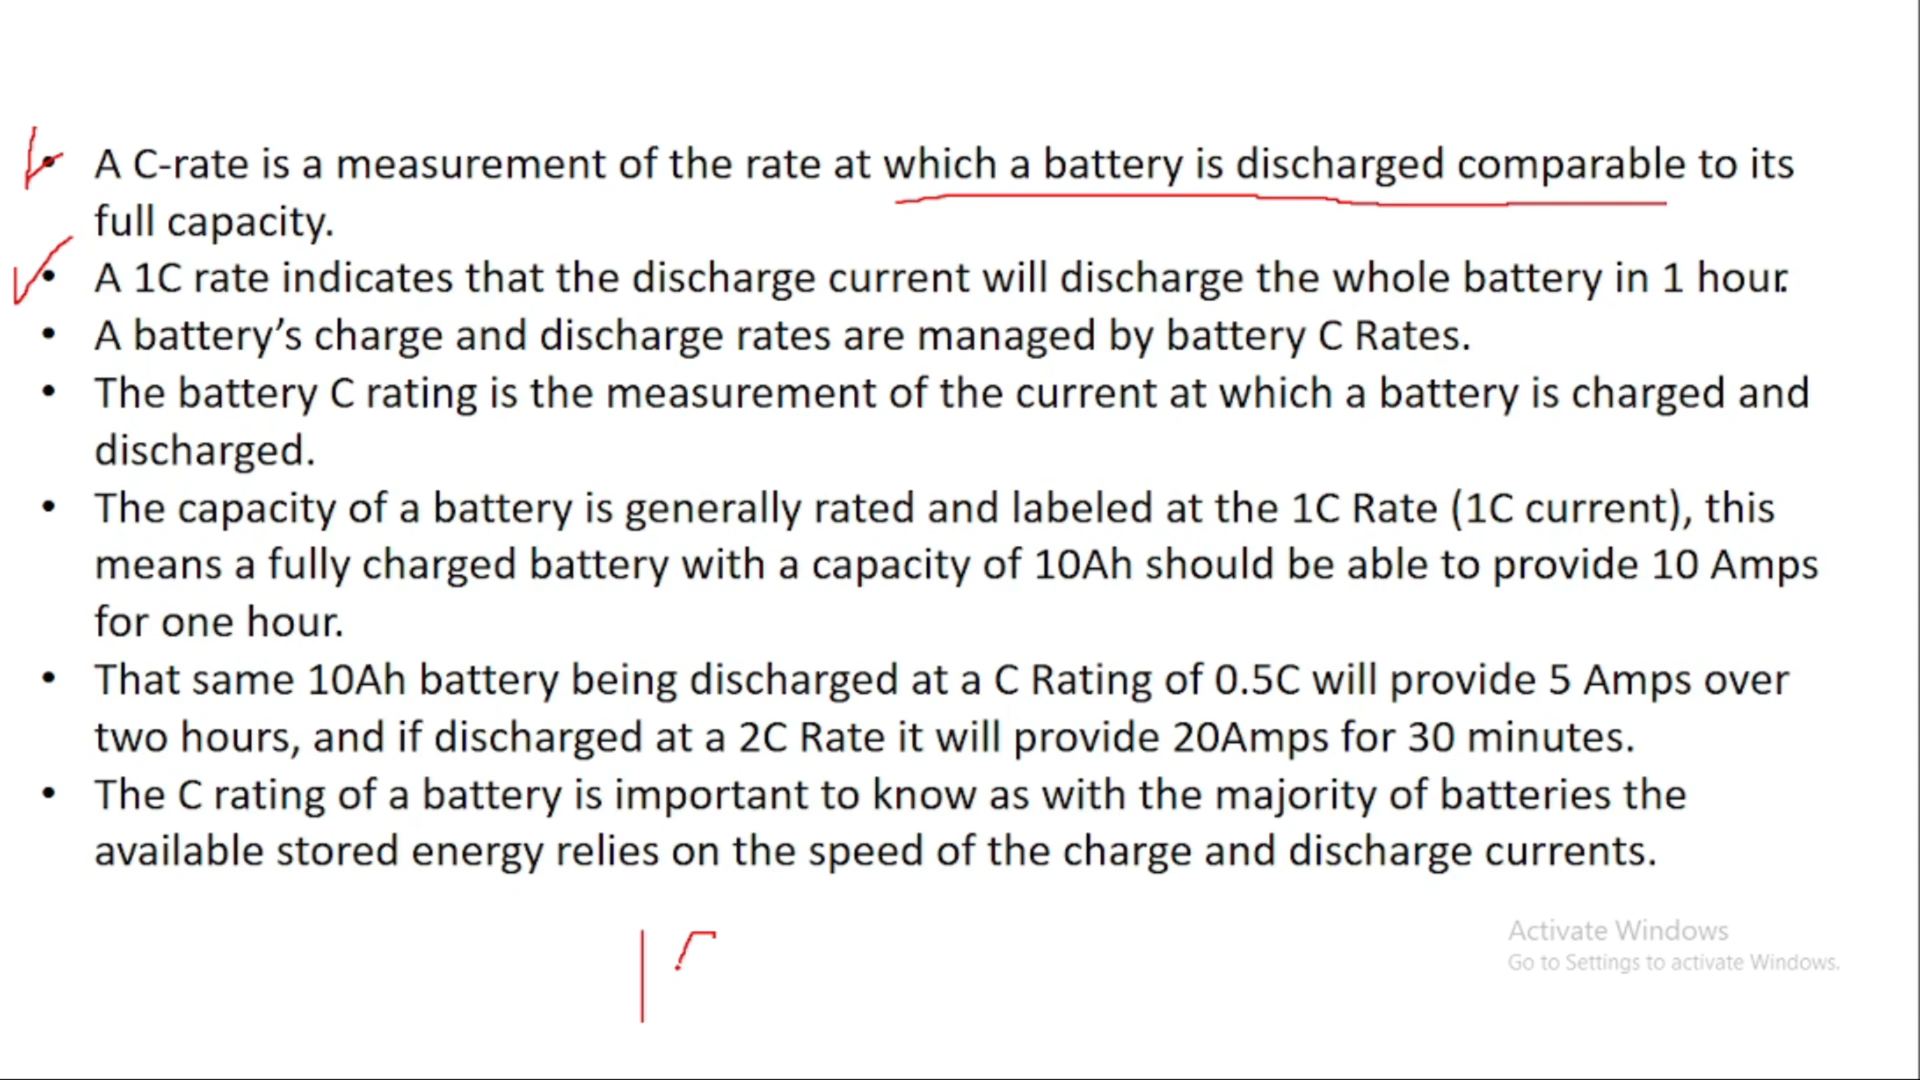 • A C-rate is a measurement of the rate at which a battery is discharged comparable to its
full capacity.
• A 1C rate indicates that the discharge current will discharge the whole battery in 1 hour.
• A battery’s charge and discharge rates are managed by battery C Rates.
• The battery C rating is the measurement of the current at which a battery is charged and
discharged.
• The capacity of a battery is generally rated and labeled at the 1C Rate (1C current), this
means a fully charged battery with a capacity of 10Ah should be able to provide 10 Amps
for one hour.
• That same 10Ah battery being discharged at a C Rating of 0.5C will provide 5 Amps over
two hours, and if discharged at a 2C Rate it will provide 20Amps for 30 minutes.
• The C rating of a battery is important to know as with the majority of batteries the
available stored energy relies on the speed of the charge and discharge currents.
Activate Windows
Go to Settings to activate Windows.